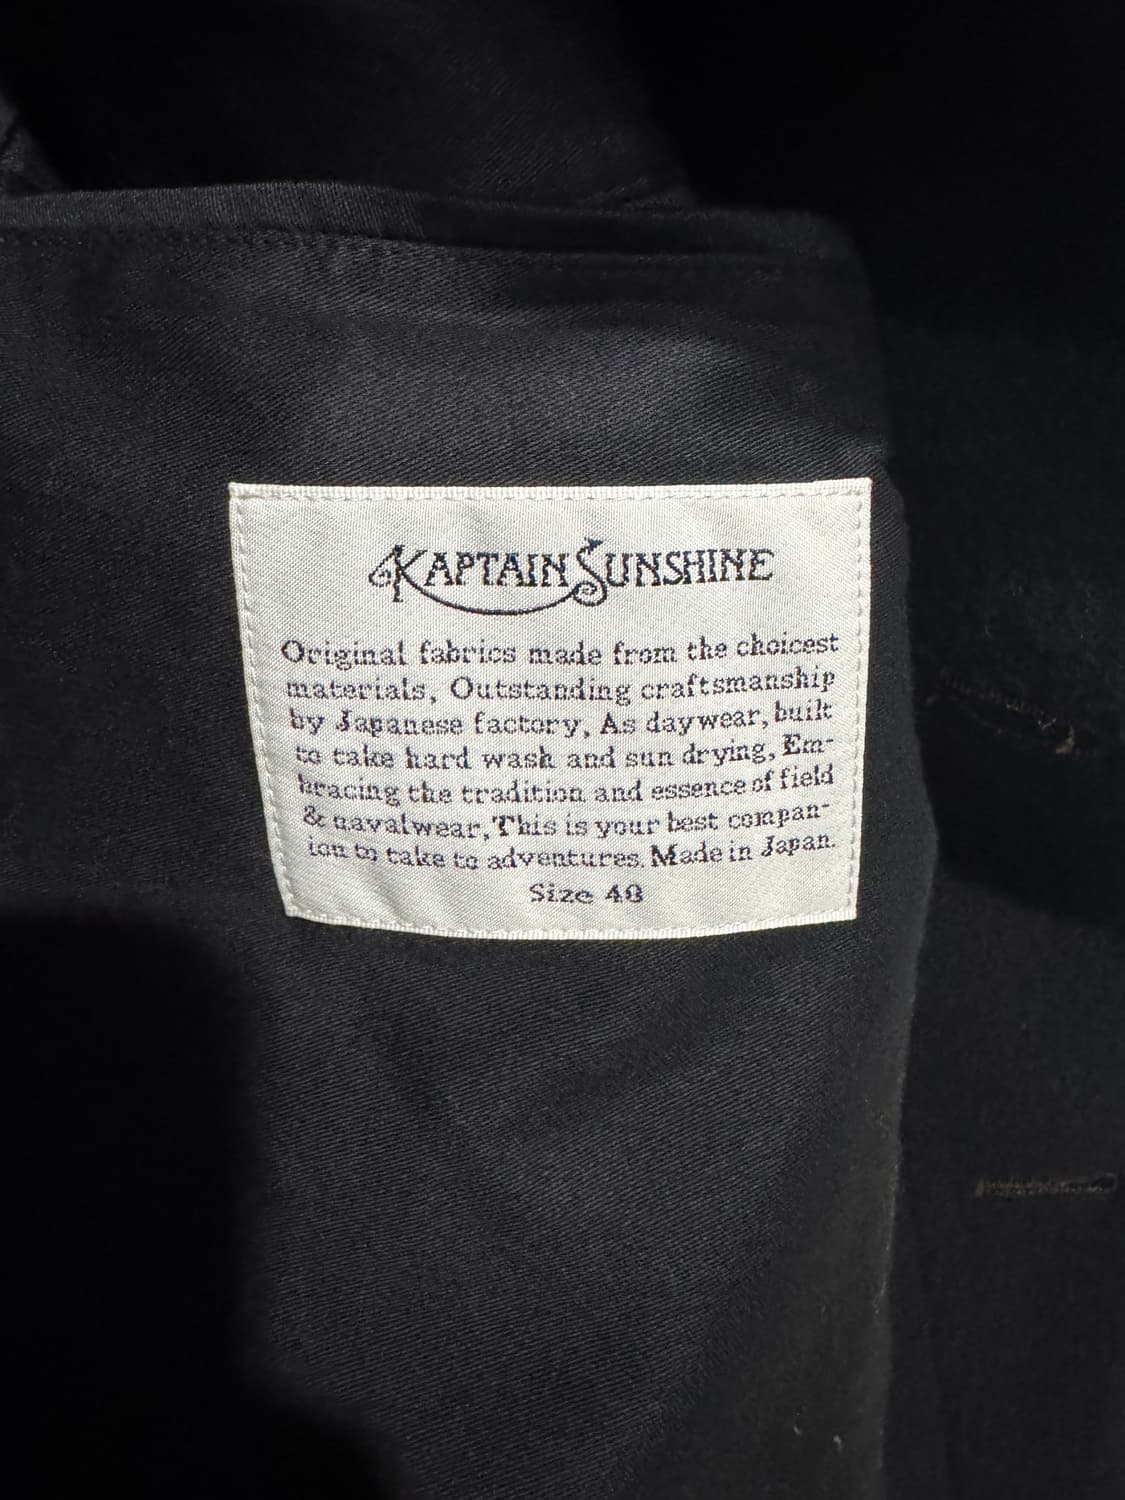 KAPTAIN SUNSHINE
Original fabrics made from the choicest
materials, Outstanding craftsmanship
by Japanese factory, As daywear, built
to take hard wash and sun drying, Em-
bracing the tradition and essence of field
& navalwear, This is your best compan-
ion to take to adventures. Made in Japan.
Size 40